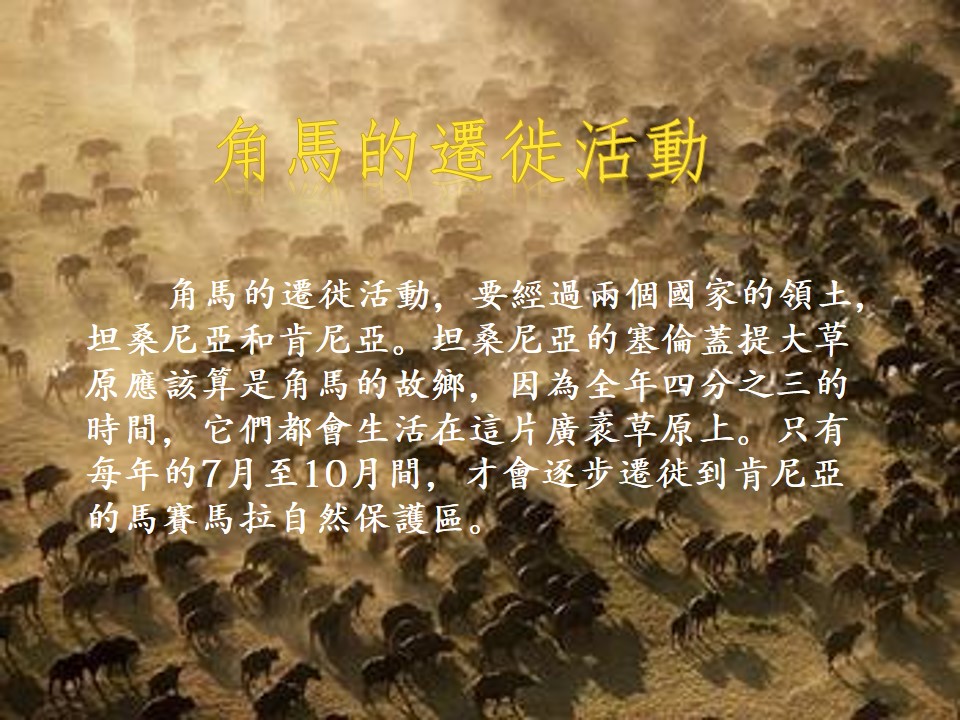 角馬的遷徙活動
角馬的遷徙活動，要經過兩個國家的領土，
坦桑尼亞和肯尼亞。坦桑尼亞的塞倫蓋提大草
原應該算是角馬的故鄉，因為全年四分之三的
時間，它們都會生活在這片廣袤草原上。只有
每年的7月至10月間，才會逐步遷徙到肯尼亞
的馬賽馬拉自然保護區。